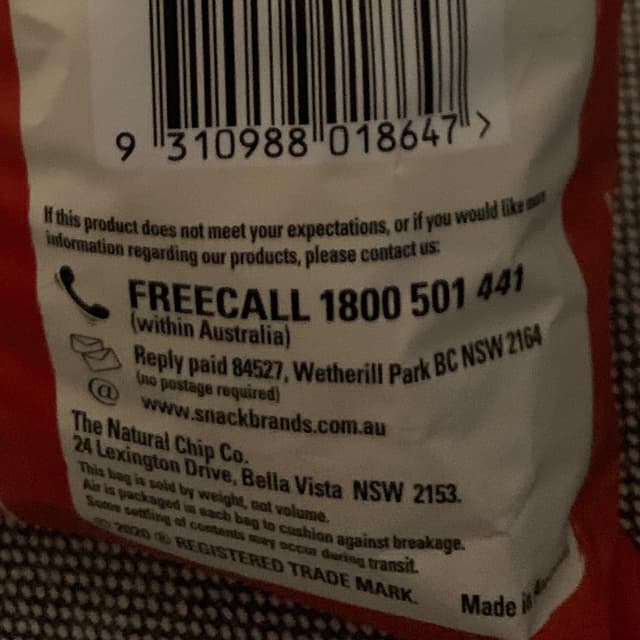 9 310988 018647 >
If this product does not meet your expectations, or if you would like
information regarding our products, please contact us:
FREECALL 1800 501 441
(within Australia)
Reply paid 84527, Wetherill Park BC NSW 2164
(no postage required)
@ www.snackbrands.com.au
The Natural Chip Co.
24 Lexington Drive, Bella Vista NSW 2153.
This bag is sold by weight, not volume.
Air is packaged in each bag to cushion against breakage.
Some settling of contents may occur during transit.
© 2020 ® REGISTERED TRADE MARK.
Made